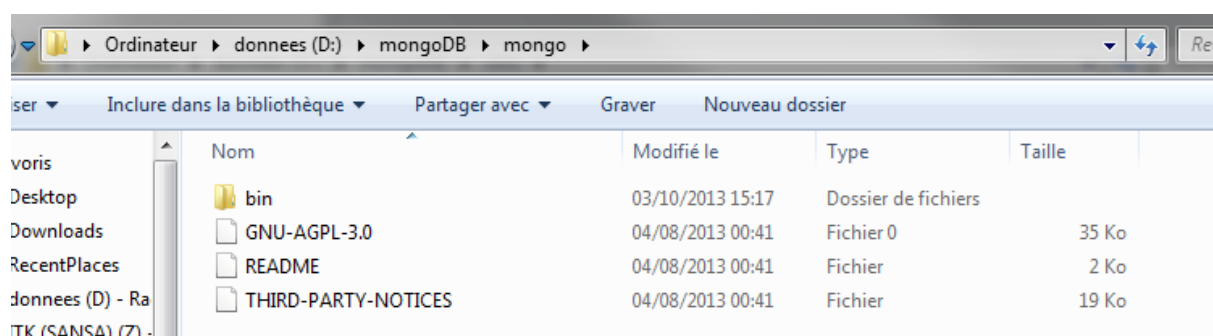 Ordinateur ▸ donnees (D:) ▸ mongoDB ▸ mongo ▸ Re
iser Inclure dans la bibliothèque Partager avec Graver Nouveau dossier
voris
Desktop
Downloads
RecentPlaces
donnees (D) - Ra
TK (SANSA) (Z) -
Nom Modifié le Type Taille
bin 03/10/2013 15:17 Dossier de fichiers
GNU-AGPL-3.0 04/08/2013 00:41 Fichier 0 35 Ko
README 04/08/2013 00:41 Fichier 2 Ko
THIRD-PARTY-NOTICES 04/08/2013 00:41 Fichier 19 Ko